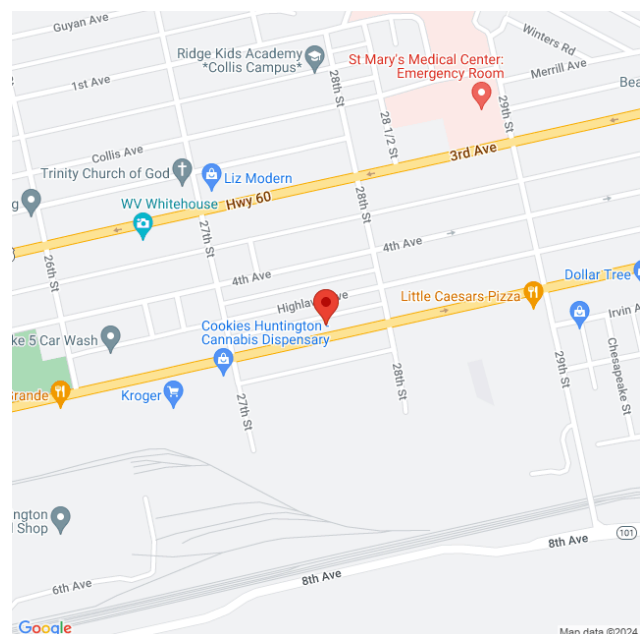 Guyan Ave
Winters Rd
Ridge Kids Academy
*Collis Campus*
St Mary's Medical Center:
Emergency Room
Merrill Ave
1st Ave
28th St
29th St
Bea
28 1/2 St
Collis Ave
3rd Ave
Trinity Church of God
Liz Modern
Hwy 60
28th St
g
WV Whitehouse
27th St
4th Ave
26th St
4th Ave
Dollar Tree
Highlawn Ave
Little Caesars Pizza
Irvin A
Cookies Huntington
Cannabis Dispensary
ke 5 Car Wash
Chesapeake St
29th St
28th St
Grande
Kroger
27th St
ngton
l Shop
101
8th Ave
8th Ave
6th Ave
Google
Map data ©2024